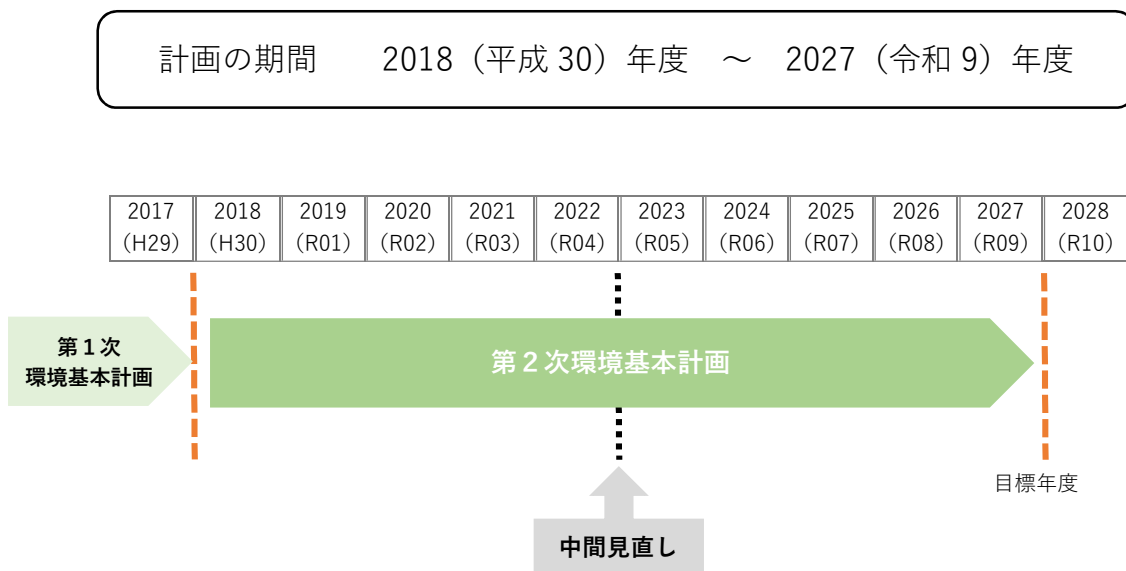 計画の期間　　2018（平成 30）年度　～　2027（令和 9）年度
2017 2018 2019 2020 2021 2022 2023 2024 2025 2026 2027 2028
(H29) (H30) (R01) (R02) (R03) (R04) (R05) (R06) (R07) (R08) (R09) (R10)
第１次
環境基本計画
第２次環境基本計画
目標年度
中間見直し